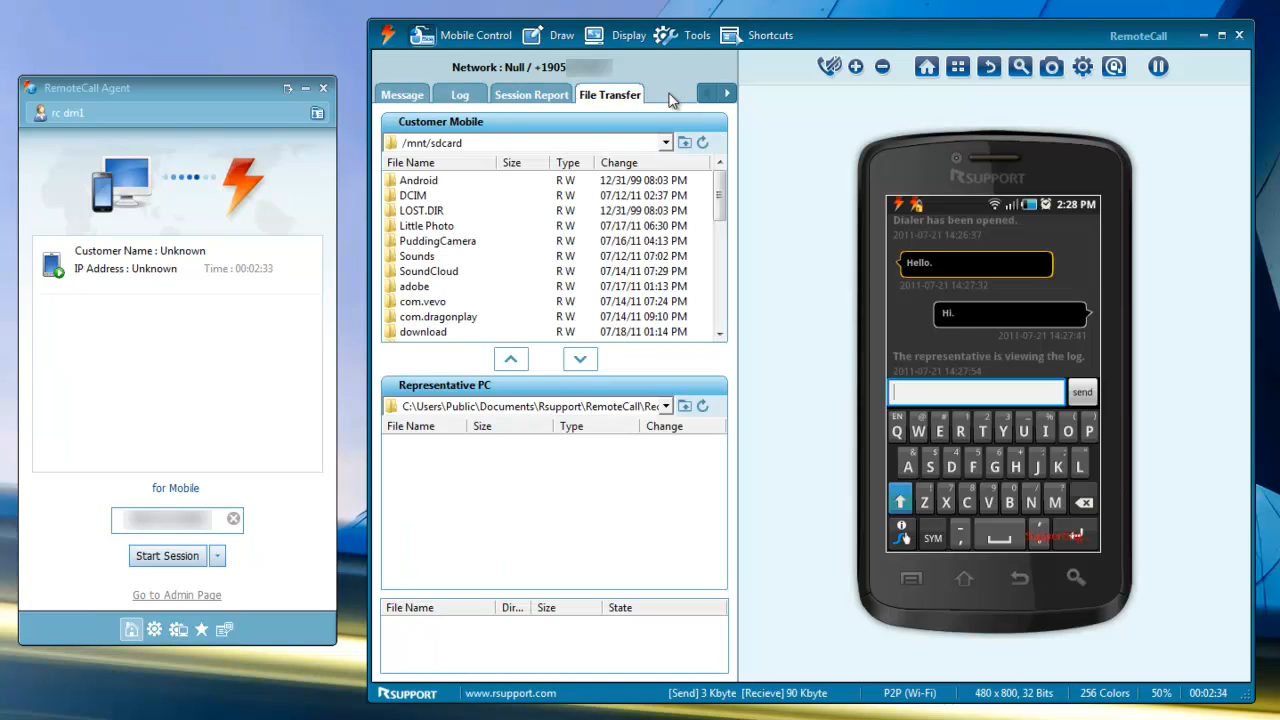 RemoteCall Agent
rc dm1
Customer Name : Unknown
IP Address : Unknown
Time : 00:02:33
for Mobile
Start Session
Go to Admin Page
Mobile Control
Draw
Display
Tools
Shortcuts
RemoteCall
Network : Null / +1905
Message
Log
Session Report
File Transfer
Customer Mobile
/mnt/sdcard
File Name Size Type Change
Android R W 12/31/99 08:03 PM
DCIM R W 07/12/11 02:37 PM
LOST.DIR R W 12/31/99 08:03 PM
Little Photo R W 07/17/11 06:30 PM
PuddingCamera R W 07/16/11 04:13 PM
Sounds R W 07/12/11 07:02 PM
SoundCloud R W 07/14/11 07:29 PM
adobe R W 07/17/11 01:13 PM
com.vevo R W 07/14/11 07:24 PM
com.dragonplay R W 07/14/11 09:10 PM
download R W 07/18/11 01:14 PM
Representative PC
C:\Users\Public\Documents\Rsupport\RemoteCall\Rec
File Name Size Type Change
File Name Dir... Size State
RSUPPORT
www.rsupport.com
[Send] 3 Kbyte [Recieve] 90 Kbyte
P2P (Wi-Fi)
480 x 800, 32 Bits
256 Colors
50%
00:02:34
RSUPPORT
2:28 PM
Dialer has been opened.
2011-07-21 14:26:37
Hello.
2011-07-21 14:27:32
Hi.
2011-07-21 14:27:41
The representative is viewing the log.
2011-07-21 14:27:54
send
EN
Q W E R T Y U I O P
A S D F G H J K L
Z X C V B N M
SYM